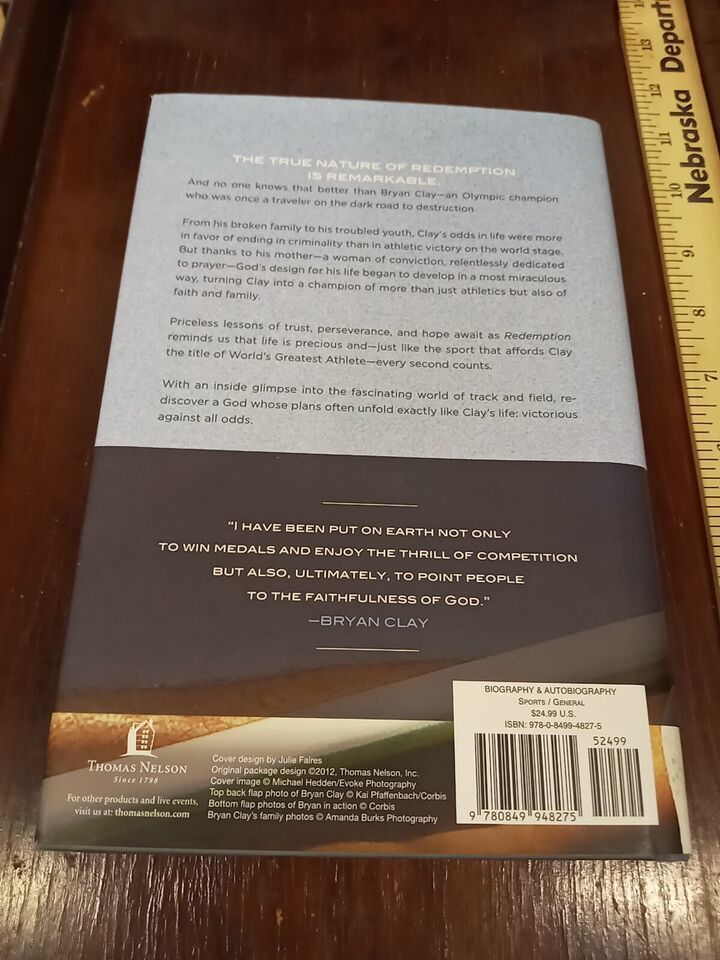 THE TRUE NATURE OF REDEMPTION
IS REMARKABLE.
And no one knows that better than Bryan Clay—an Olympic champion
who was once a traveler on the dark road to destruction.
From his broken family to his troubled youth, Clay's odds in life were more
in favor of ending in criminality than in athletic victory on the world stage.
But thanks to his mother—a woman of conviction, relentlessly dedicated
to prayer—God's design for his life began to develop in a most miraculous
way, turning Clay into a champion of more than just athletics but also of
faith and family.
Priceless lessons of trust, perseverance, and hope await as Redemption
reminds us that life is precious and—just like the sport that affords Clay
the title of World's Greatest Athlete—every second counts.
With an inside glimpse into the fascinating world of track and field, re-
discover a God whose plans often unfold exactly like Clay's life: victorious
against all odds.
"I HAVE BEEN PUT ON EARTH NOT ONLY
TO WIN MEDALS AND ENJOY THE THRILL OF COMPETITION
BUT ALSO, ULTIMATELY, TO POINT PEOPLE
TO THE FAITHFULNESS OF GOD."
—BRYAN CLAY
THOMAS NELSON
Since 1798
For other products and live events,
visit us at: thomasnelson.com
Cover design by Julie Faires
Original package design ©2012, Thomas Nelson, Inc.
Cover image © Michael Hedden/Evoke Photography
Top back flap photo of Bryan Clay © Kai Pfaffenbach/Corbis
Bottom flap photos of Bryan in action © Corbis
Bryan Clay's family photos © Amanda Burks Photography
BIOGRAPHY & AUTOBIOGRAPHY
SPORTS / GENERAL
$24.99 U.S.
ISBN: 978-0-8499-4827-5
52499
9 780849 948275
Nebraska Depart
13
12
11
10
9
8
7